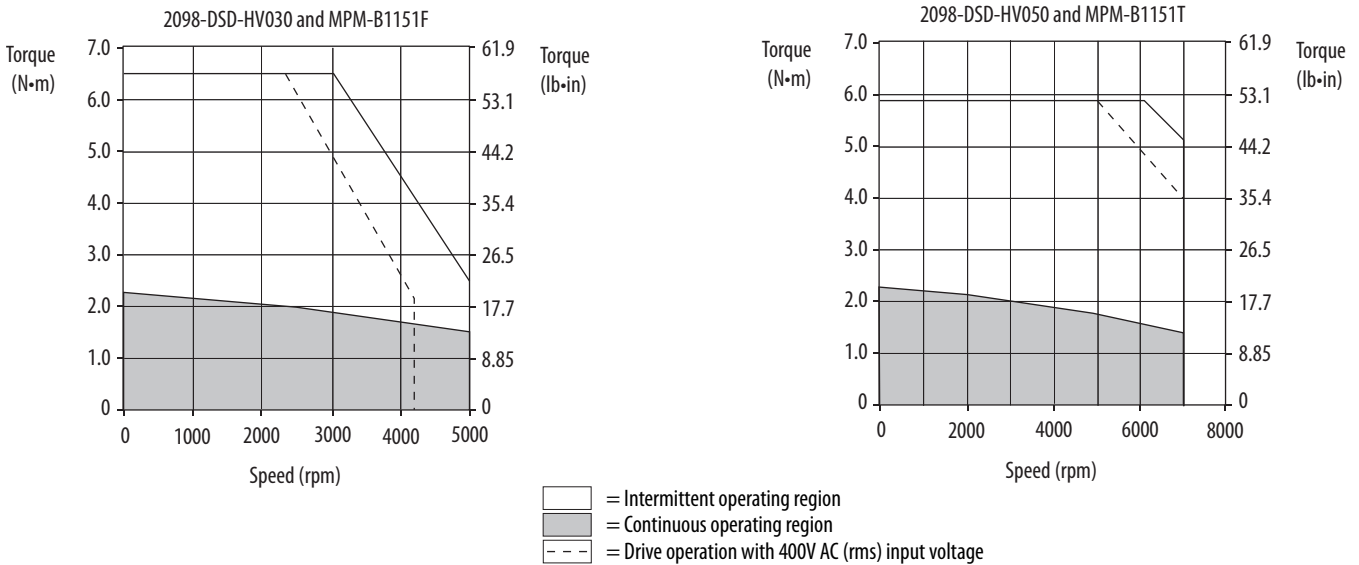 2098-DSD-HV030 and MPM-B1151F
Torque
(N•m)
7.0
6.0
5.0
4.0
3.0
2.0
1.0
0
61.9
53.1
44.2
35.4
26.5
17.7
8.85
0
Torque
(lb•in)
0 1000 2000 3000 4000 5000
Speed (rpm)
2098-DSD-HV050 and MPM-B1151T
Torque
(N•m)
7.0
6.0
5.0
4.0
3.0
2.0
1.0
0
61.9
53.1
44.2
35.4
26.5
17.7
8.85
0
Torque
(lb•in)
0 2000 4000 6000 8000
Speed (rpm)
= Intermittent operating region
= Continuous operating region
= Drive operation with 400V AC (rms) input voltage